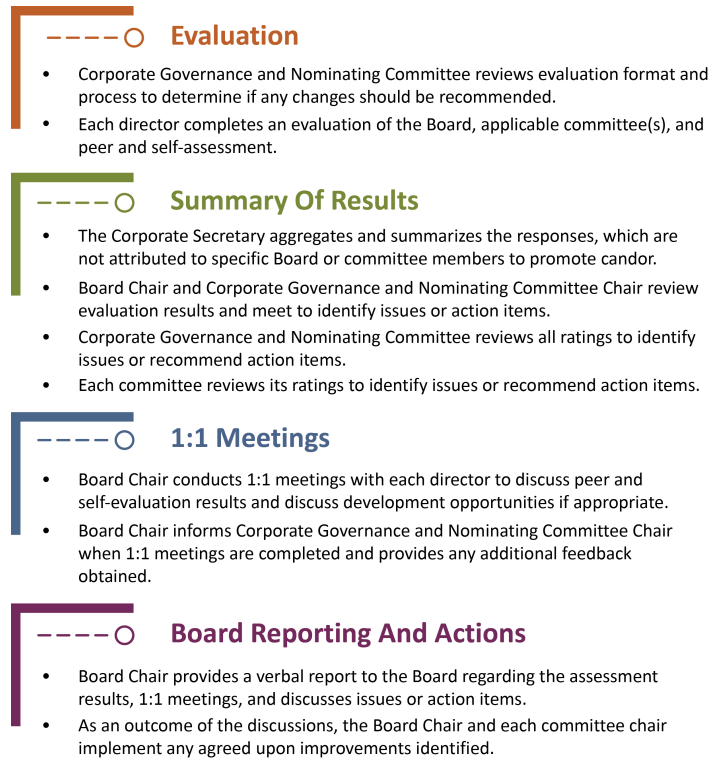 Evaluation
• Corporate Governance and Nominating Committee reviews evaluation format and
process to determine if any changes should be recommended.
• Each director completes an evaluation of the Board, applicable committee(s), and
peer and self-assessment.
Summary Of Results
• The Corporate Secretary aggregates and summarizes the responses, which are
not attributed to specific Board or committee members to promote candor.
• Board Chair and Corporate Governance and Nominating Committee Chair review
evaluation results and meet to identify issues or action items.
• Corporate Governance and Nominating Committee reviews all ratings to identify
issues or recommend action items.
• Each committee reviews its ratings to identify issues or recommend action items.
1:1 Meetings
• Board Chair conducts 1:1 meetings with each director to discuss peer and
self-evaluation results and discuss development opportunities if appropriate.
• Board Chair informs Corporate Governance and Nominating Committee Chair
when 1:1 meetings are completed and provides any additional feedback
obtained.
Board Reporting And Actions
• Board Chair provides a verbal report to the Board regarding the assessment
results, 1:1 meetings, and discusses issues or action items.
• As an outcome of the discussions, the Board Chair and each committee chair
implement any agreed upon improvements identified.